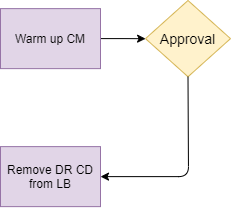 Warm up CM
Approval
Remove DR CD
from LB